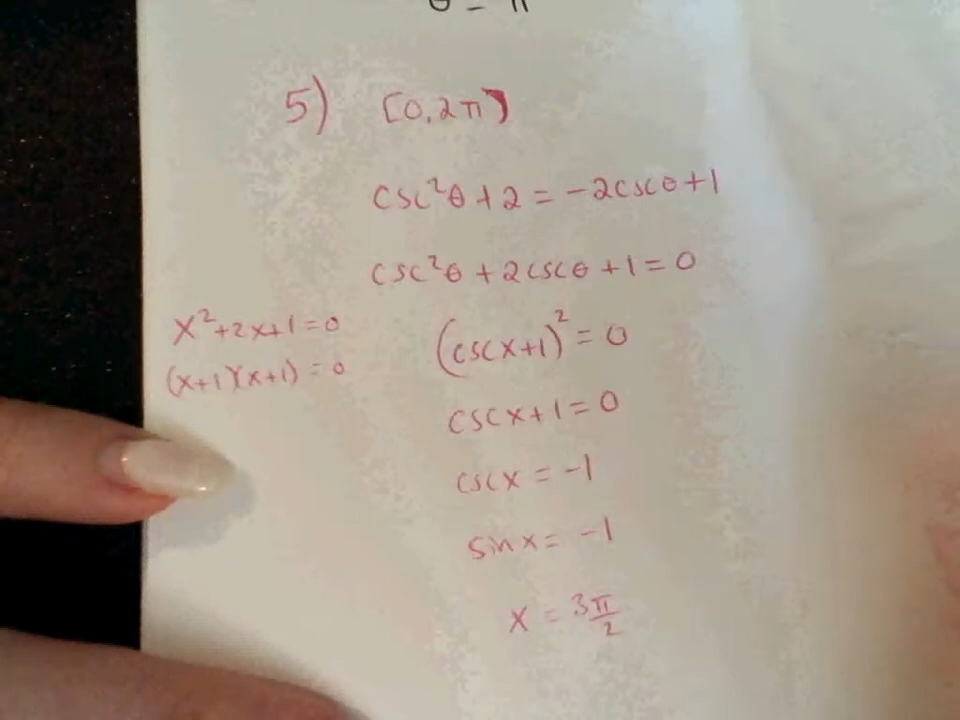 θ = π
5) [0, 2π)
csc²θ + 2 = -2cscθ + 1
csc²θ + 2cscθ + 1 = 0
x² + 2x + 1 = 0
(x+1)(x+1) = 0
(cscx+1)² = 0
cscx + 1 = 0
cscx = -1
sinx = -1
x = 3π/2